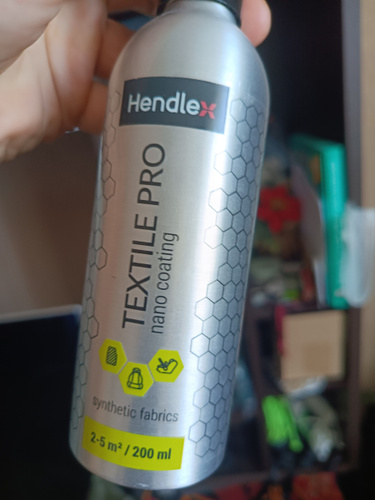 Hendlex
TEXTILE PRO
nano coating
synthetic fabrics
2-5 m² / 200 ml